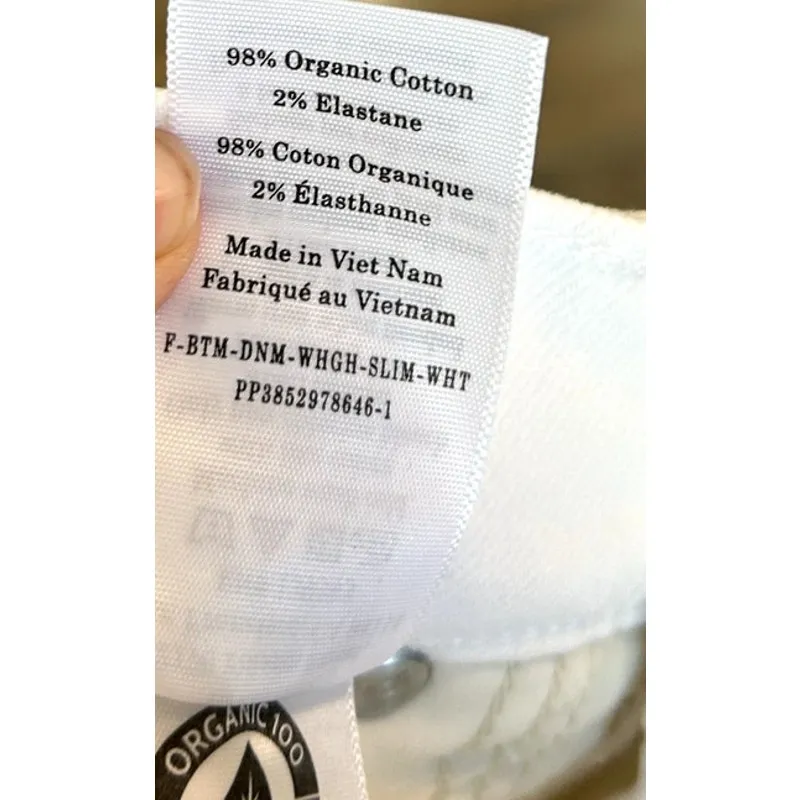 98% Organic Cotton
2% Elastane
98% Coton Organique
2% Élasthanne
Made in Viet Nam
Fabriqué au Vietnam
F-BTM-DNM-WHGH-SLIM-WHT
PP3852978646-1
ORGANIC 100